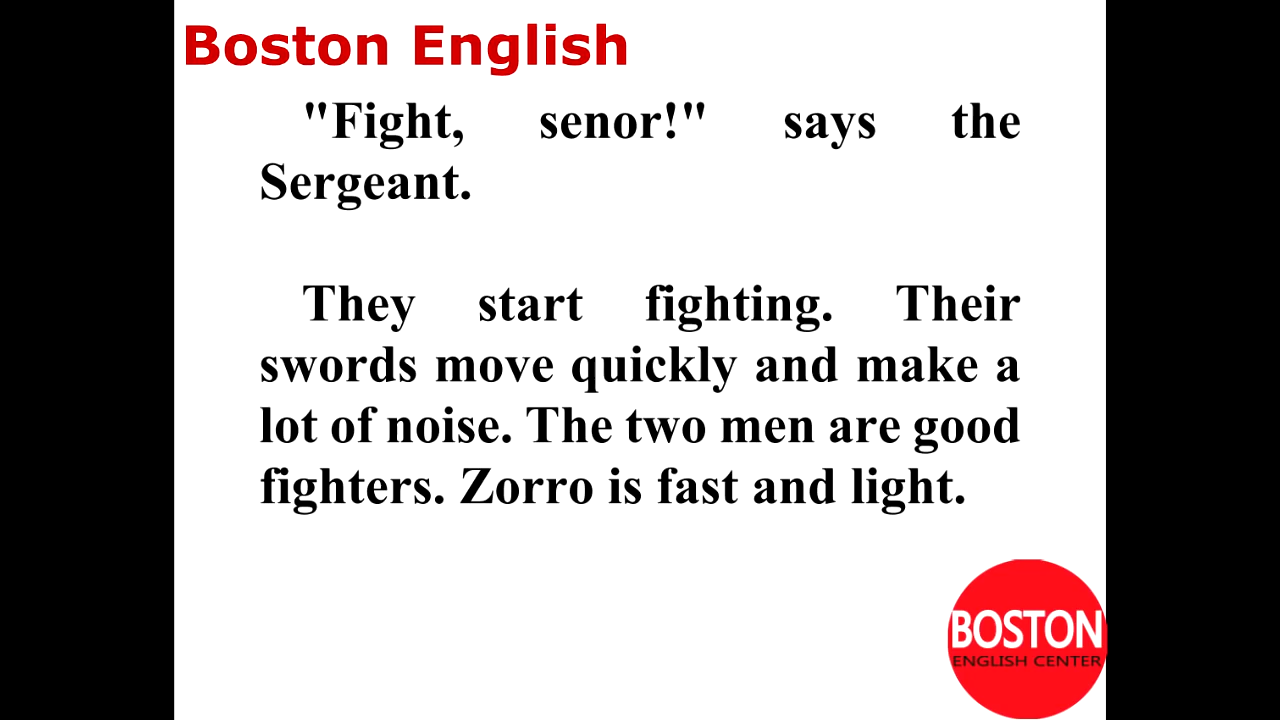 Boston English
"Fight, senor!" says the
Sergeant.
They start fighting. Their
swords move quickly and make a
lot of noise. The two men are good
fighters. Zorro is fast and light.
BOSTON
ENGLISH CENTER